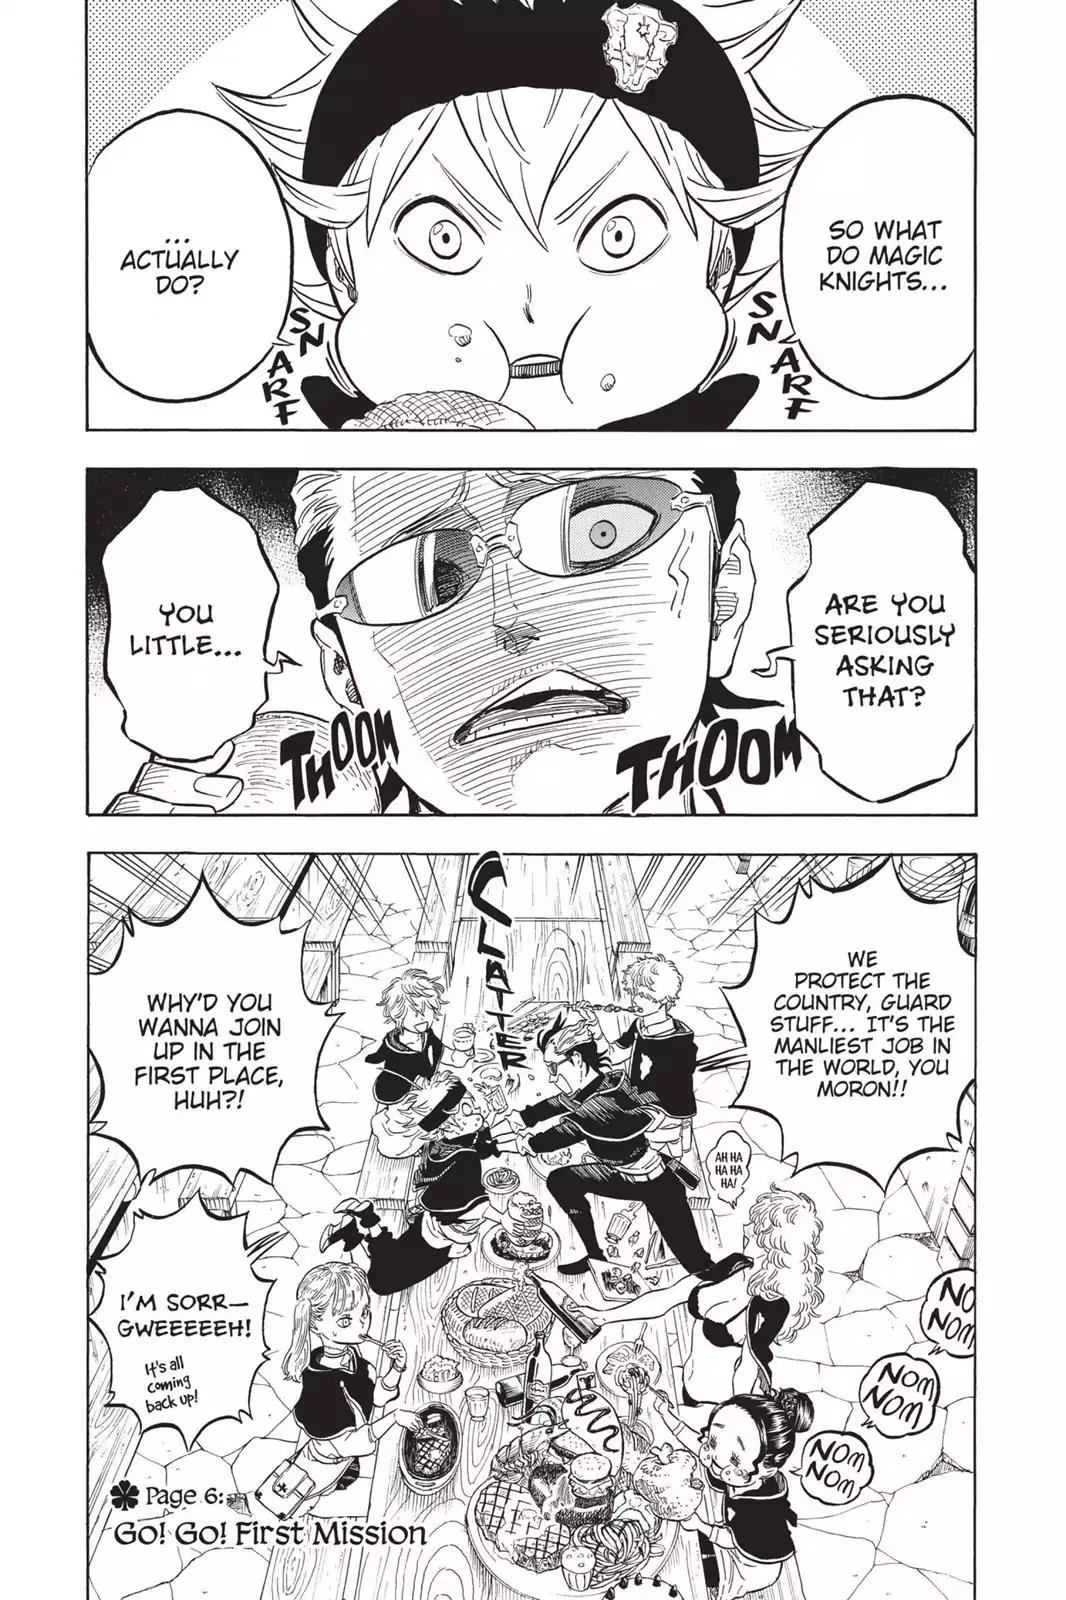 SO WHAT
DO MAGIC
KNIGHTS...
SNARF
...
ACTUALLY
DO?
SNARF
ARE YOU
SERIOUSLY
ASKING
THAT?
THOOM
YOU
LITTLE...
THOOM
WE
PROTECT THE
COUNTRY, GUARD
STUFF... IT'S THE
MANLIEST JOB IN
THE WORLD, YOU
MORON!!
CLATTER
WHY'D YOU
WANNA JOIN
UP IN THE
FIRST PLACE,
HUH?!
AH HA
HA HA
HA!
I'M SORR—
GWEEEEEH!
It's all
coming
back up!
NOM
NOM
NOM
NOM
NOM
NOM
Page 6:
Go! Go! First Mission